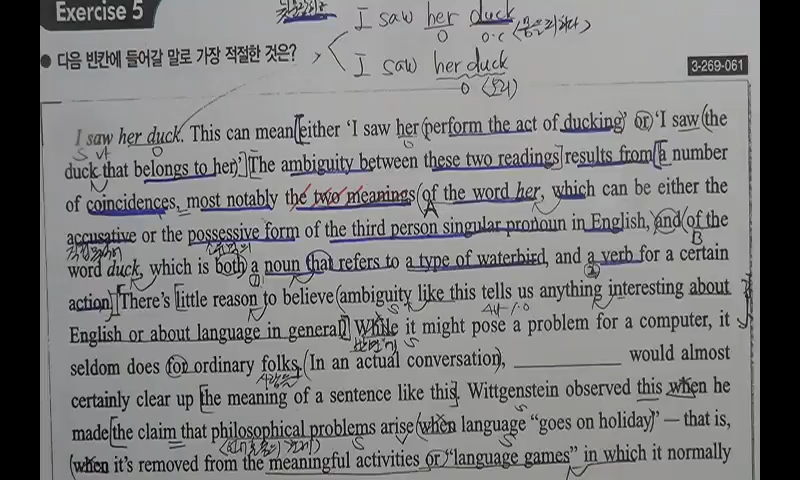 Exercise 5
I saw her duck
O O.C
I saw her duck
O
● 다음 빈칸에 들어갈 말로 가장 적절한 것은?
3-269-061
I saw her duck. This can mean either 'I saw her (perform the act of ducking)' or 'I saw (the
duck that belongs to her)'. The ambiguity between these two readings results from a number
of coincidences, most notably the two meanings (of the word her, which can be either the
accusative or the possessive form of the third person singular pronoun in English, and (of the
word duck, which is both a noun that refers to a type of waterbird, and a verb for a certain
action. There's little reason to believe (ambiguity like this tells us anything interesting about
English or about language in general. While it might pose a problem for a computer, it
seldom does for ordinary folks. (In an actual conversation), __________ would almost
certainly clear up the meaning of a sentence like this. Wittgenstein observed this when he
made the claim that philosophical problems arise (when language "goes on holiday" — that is,
(when it's removed from the meaningful activities or "language games" in which it normally